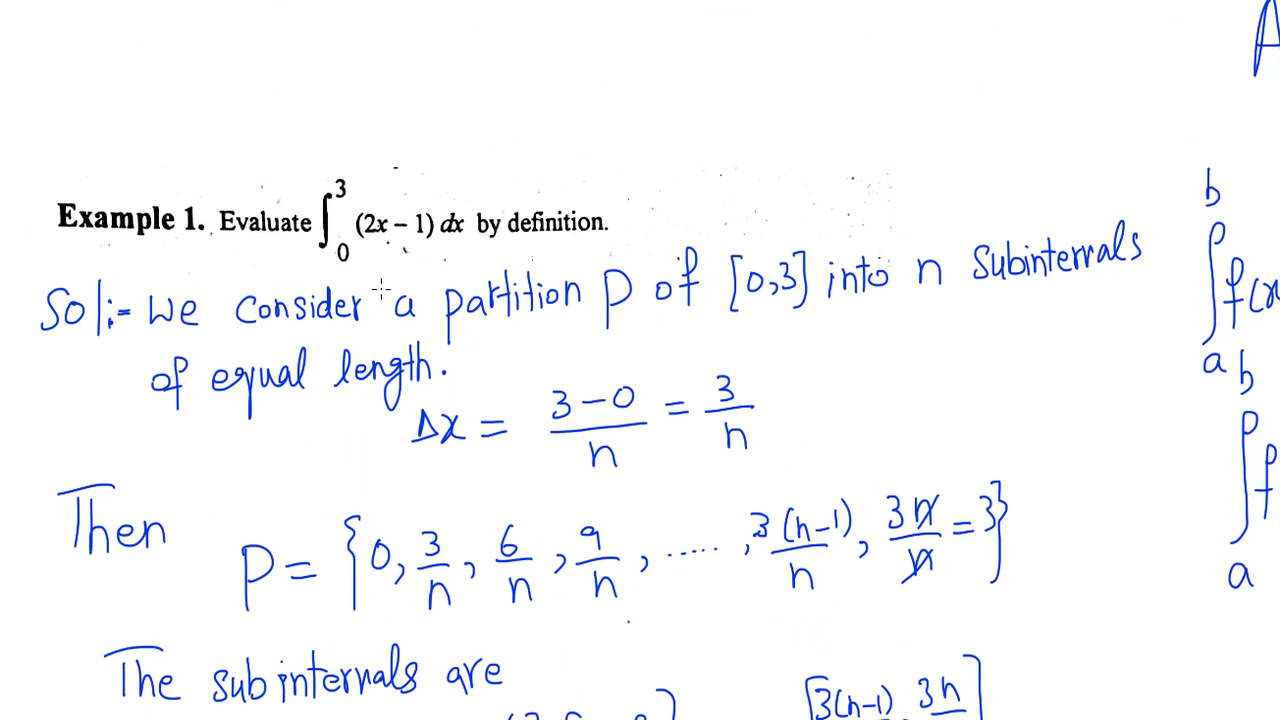 Example 1. Evaluate ∫₀³ (2x – 1) dx by definition.
Sol:- We consider a partition P of [0,3] into n Subintervals
of equal length.
Δx = (3-0)/n = 3/n
Then
P = {0, 3/n, 6/n, 9/n, ....., 3(n-1)/n, 3n/n = 3}
The subintervals are
[3(n-1) 3n]
A
b
∫f(x
a
b
∫f
a